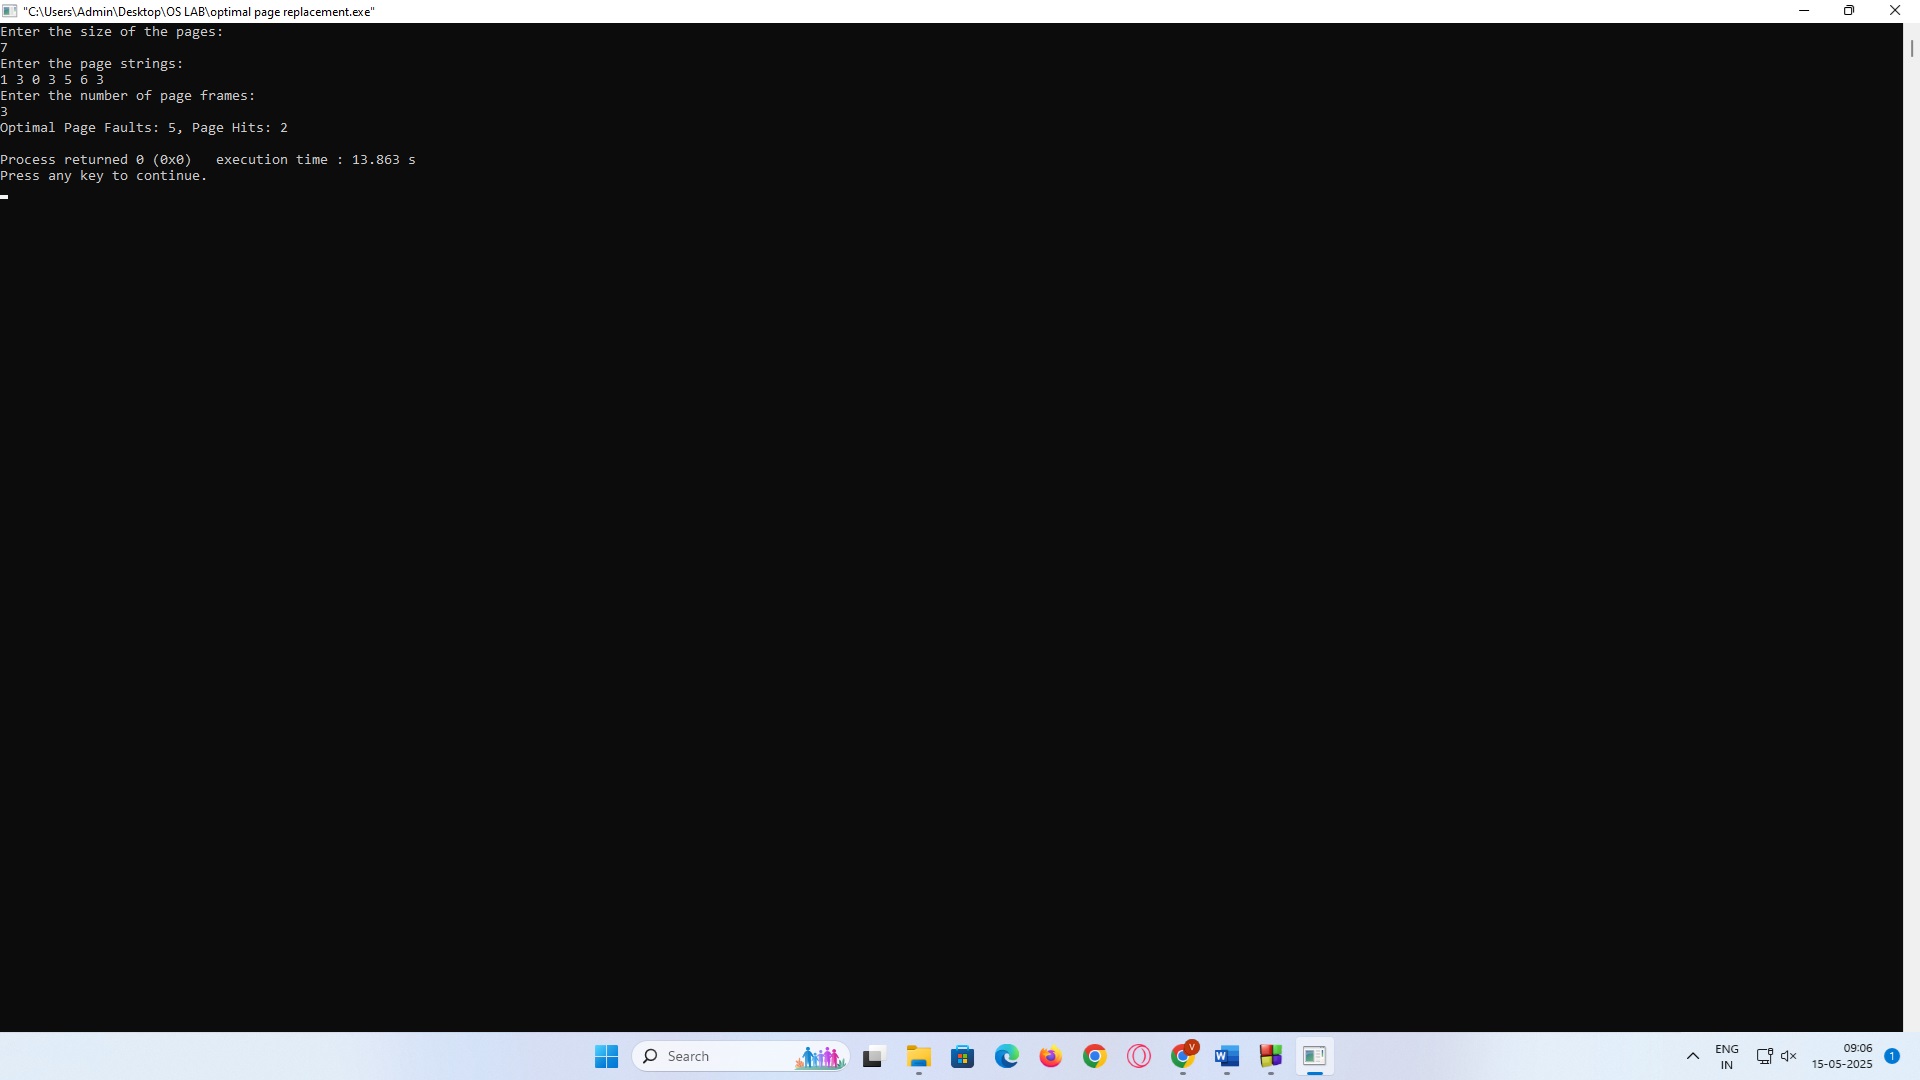 "C:\Users\Admin\Desktop\OS LAB\optimal page replacement.exe"
Enter the size of the pages:
7
Enter the page strings:
1 3 0 3 5 6 3
Enter the number of page frames:
3
Optimal Page Faults: 5, Page Hits: 2
Process returned 0 (0x0)   execution time : 13.863 s
Press any key to continue.
Search
V
W
ENG
IN
09:06
15-05-2025
1